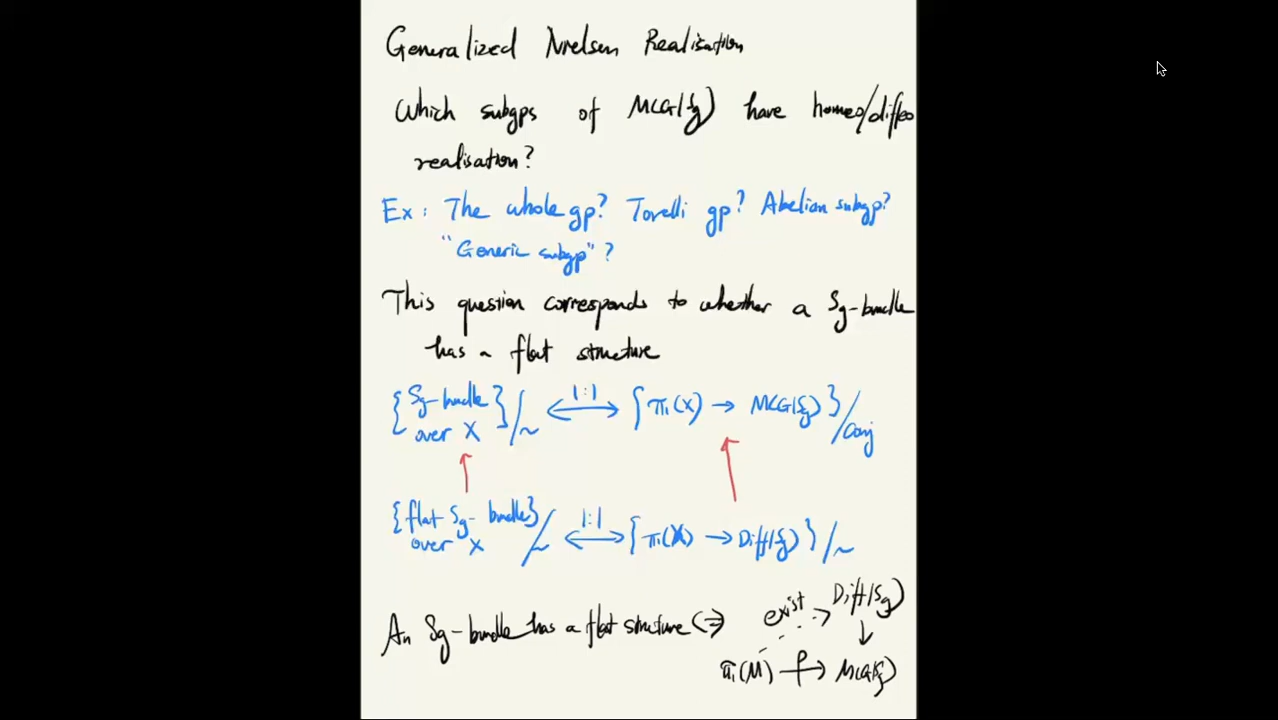 Generalized Nielsen Realisation
Which subgps of MCG(Sg) have homeo/diffeo
realisation?
Ex: The whole gp? Torelli gp? Abelian subgp?
"Generic subgp"?
This question corresponds to whether a Sg-bundle
has a flat structure
{Sg-bundle over X}/~ <-1:1-> {π₁(X) → MCG(Sg)}/conj
{flat Sg-bundle} over X/~ <-1:1-> {π₁(X) → Diff(Sg)}/~
An Sg-bundle has a flat structure <=> exist Diff(Sg)
π₁(M) -ρ-> MCG(Sg)